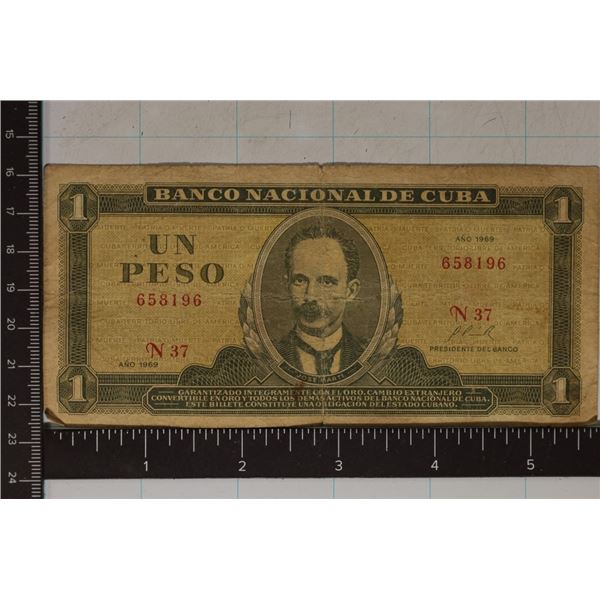 BANCO NACIONAL DE CUBA
1
1
UN
PESO
658196
N 37
AÑO 1969
AÑO 1969
658196
N 37
PRESIDENTE DEL BANCO
JOSE MARTI
1
1
GARANTIZADO INTEGRAMENTE CON EL ORO, CAMBIO EXTRANJERO
CONVERTIBLE EN ORO Y TODOS LOS DEMAS ACTIVOS DEL BANCO NACIONAL DE CUBA.
ESTE BILLETE CONSTITUYE UNA OBLIGACION DEL ESTADO CUBANO.
15
16
17
18
19
20
21
22
23
24
1 2 3 4 5